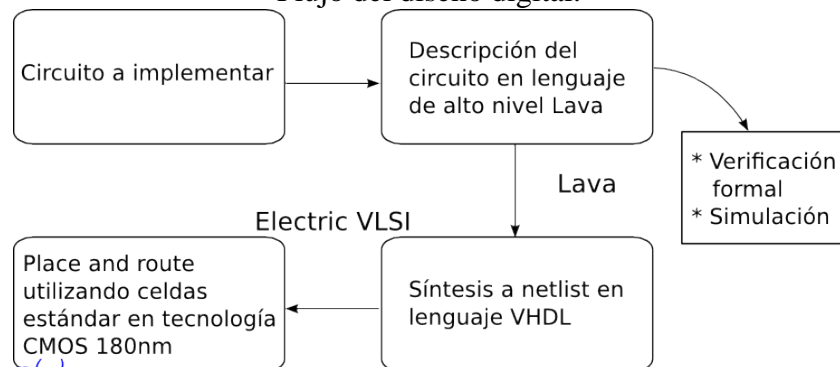 Flujo del diseño digital.
Circuito a implementar
Descripción del
circuito en lenguaje
de alto nivel Lava
* Verificación
formal
* Simulación
Lava
Electric VLSI
Place and route
utilizando celdas
estándar en tecnología
CMOS 180nm
Síntesis a netlist en
lenguaje VHDL